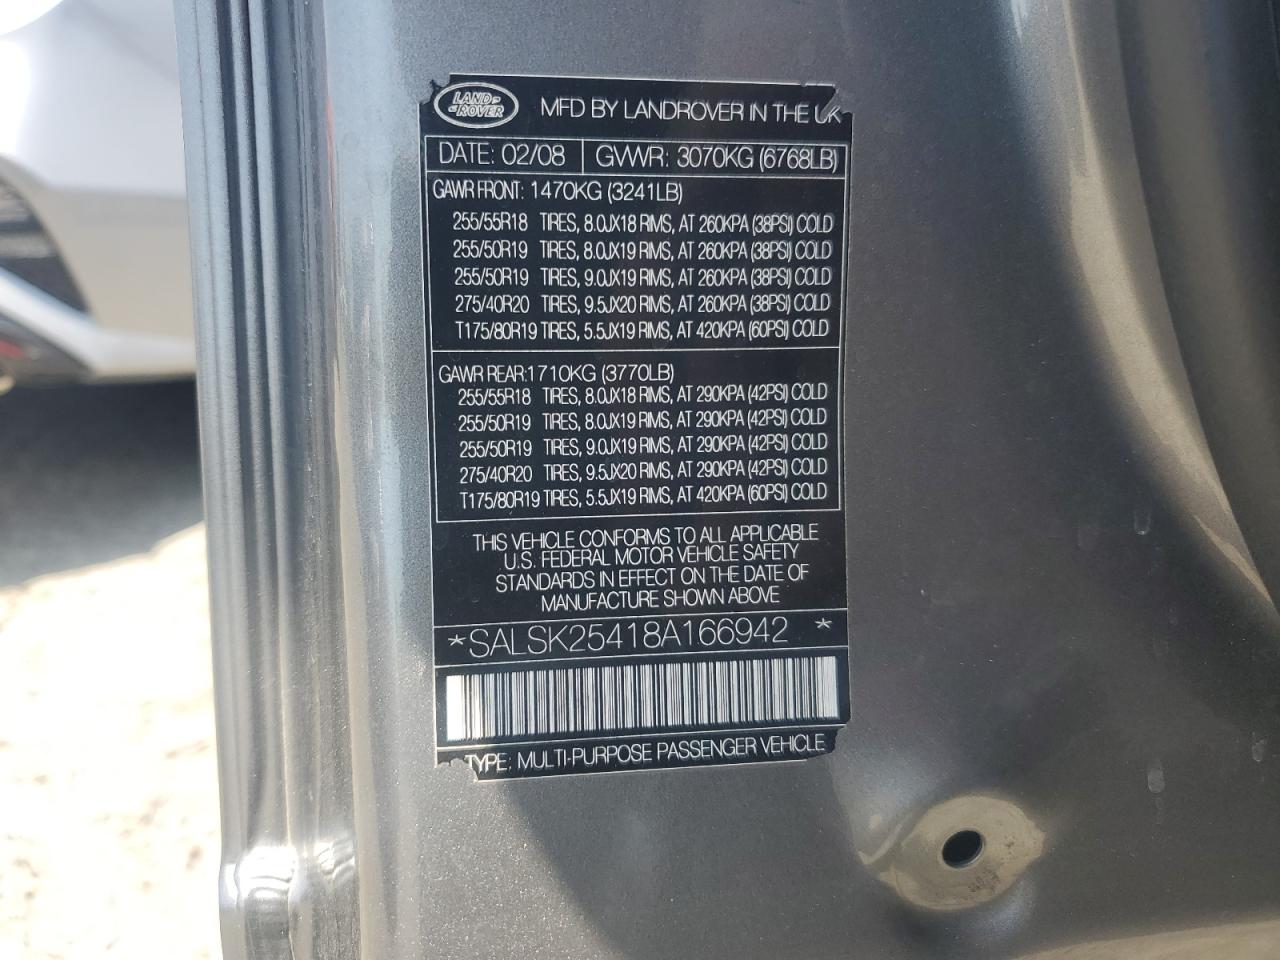 LAND ROVER
MFD BY LANDROVER IN THE UK
DATE: 02/08 GVWR: 3070KG (6768LB)
GAWR FRONT: 1470KG (3241LB)
255/55R18 TIRES, 8.0JX18 RIMS, AT 260KPA (38PSI) COLD
255/50R19 TIRES, 8.0JX19 RIMS, AT 260KPA (38PSI) COLD
255/50R19 TIRES, 9.0JX19 RIMS, AT 260KPA (38PSI) COLD
275/40R20 TIRES, 9.5JX20 RIMS, AT 260KPA (38PSI) COLD
T175/80R19 TIRES, 5.5JX19 RIMS, AT 420KPA (60PSI) COLD
GAWR REAR: 1710KG (3770LB)
255/55R18 TIRES, 8.0JX18 RIMS, AT 290KPA (42PSI) COLD
255/50R19 TIRES, 8.0JX19 RIMS, AT 290KPA (42PSI) COLD
255/50R19 TIRES, 9.0JX19 RIMS, AT 290KPA (42PSI) COLD
275/40R20 TIRES, 9.5JX20 RIMS, AT 290KPA (42PSI) COLD
T175/80R19 TIRES, 5.5JX19 RIMS, AT 420KPA (60PSI) COLD
THIS VEHICLE CONFORMS TO ALL APPLICABLE
U.S. FEDERAL MOTOR VEHICLE SAFETY
STANDARDS IN EFFECT ON THE DATE OF
MANUFACTURE SHOWN ABOVE
*SALSK25418A166942 *
TYPE: MULTI-PURPOSE PASSENGER VEHICLE